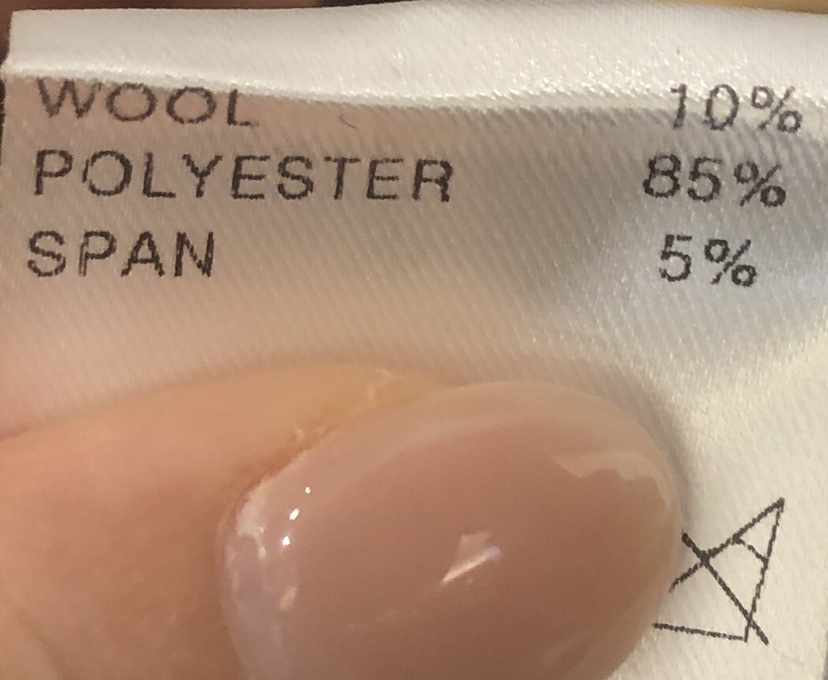 WOOL 10%
POLYESTER 85%
SPAN 5%